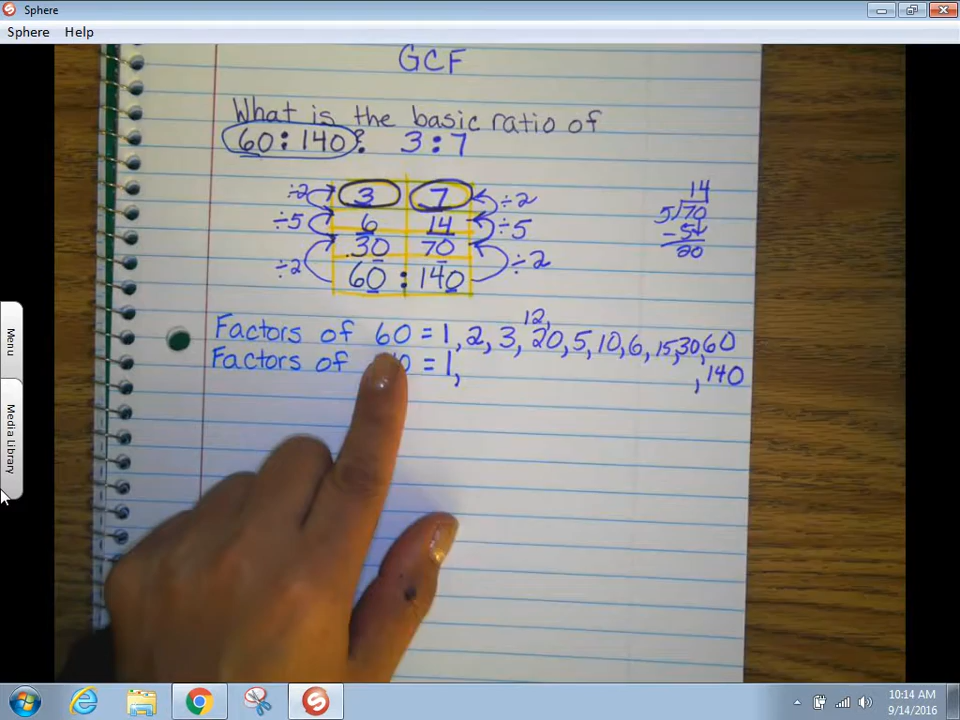 Sphere
Sphere Help
GCF
What is the basic ratio of
60:140? 3:7
÷2 3 7 ÷2
÷5 6 14 ÷5
÷2 30 70 ÷2
60 : 140
14
5)70
-5↓
20
12,
Factors of 60 = 1, 2, 3, 20, 5, 10, 6, 15, 30, 60
Factors of 0 = 1,
, 140
Menu
Media Library
10:14 AM
9/14/2016